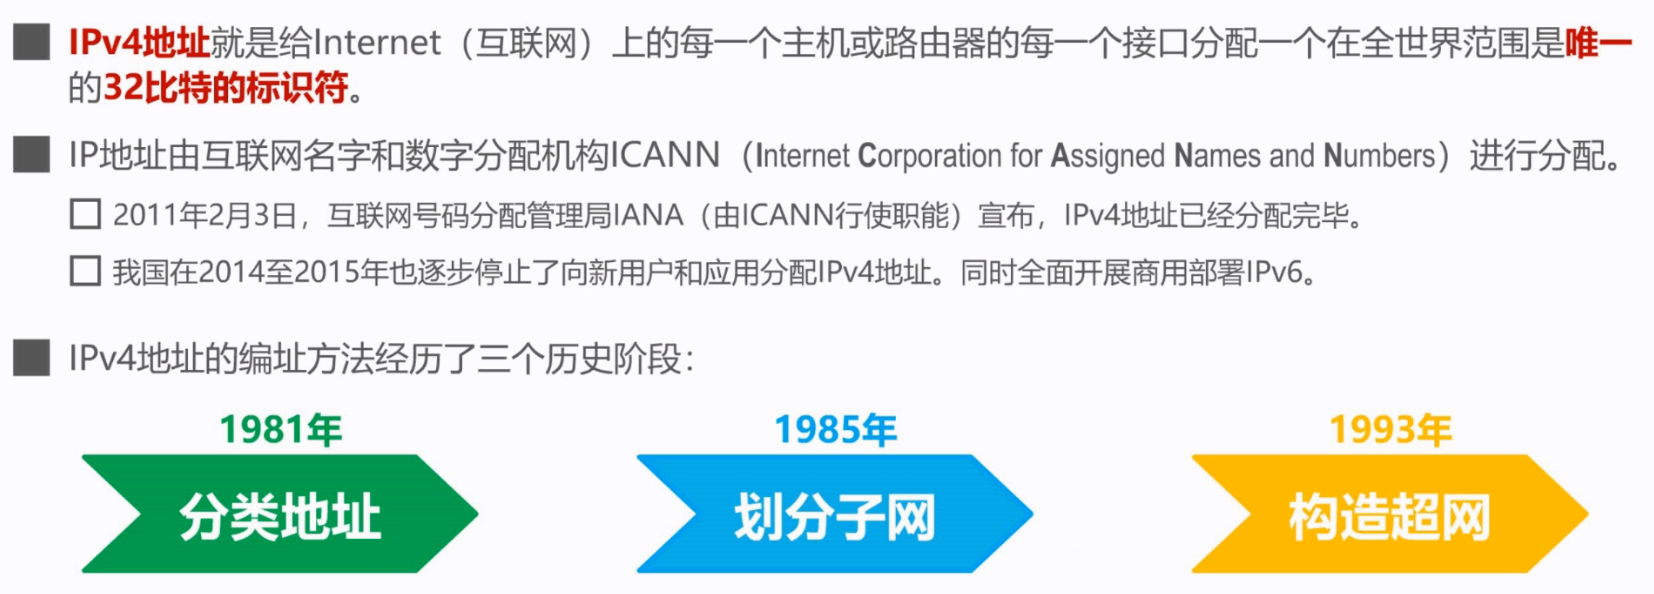 IPv4地址就是给Internet（互联网）上的每一个主机或路由器的每一个接口分配一个在全世界范围是唯一
的32比特的标识符。
IP地址由互联网名字和数字分配机构ICANN（Internet Corporation for Assigned Names and Numbers）进行分配。
2011年2月3日，互联网号码分配管理局IANA（由ICANN行使职能）宣布，IPv4地址已经分配完毕。
我国在2014至2015年也逐步停止了向新用户和应用分配IPv4地址。同时全面开展商用部署IPv6。
IPv4地址的编址方法经历了三个历史阶段：
1981年 1985年 1993年
分类地址 划分子网 构造超网